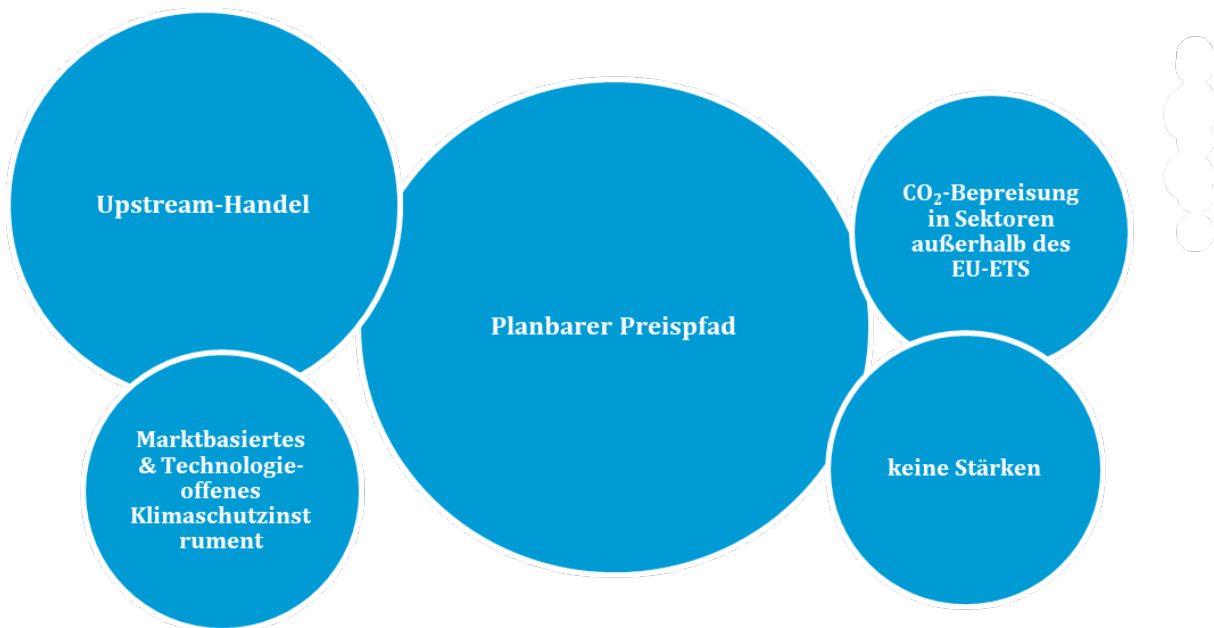 Upstream-Handel
Marktbasiertes
& Technologie-
offenes
Klimaschutzinst
rument
Planbarer Preispfad
CO₂-Bepreisung
in Sektoren
außerhalb des
EU-ETS
keine Stärken